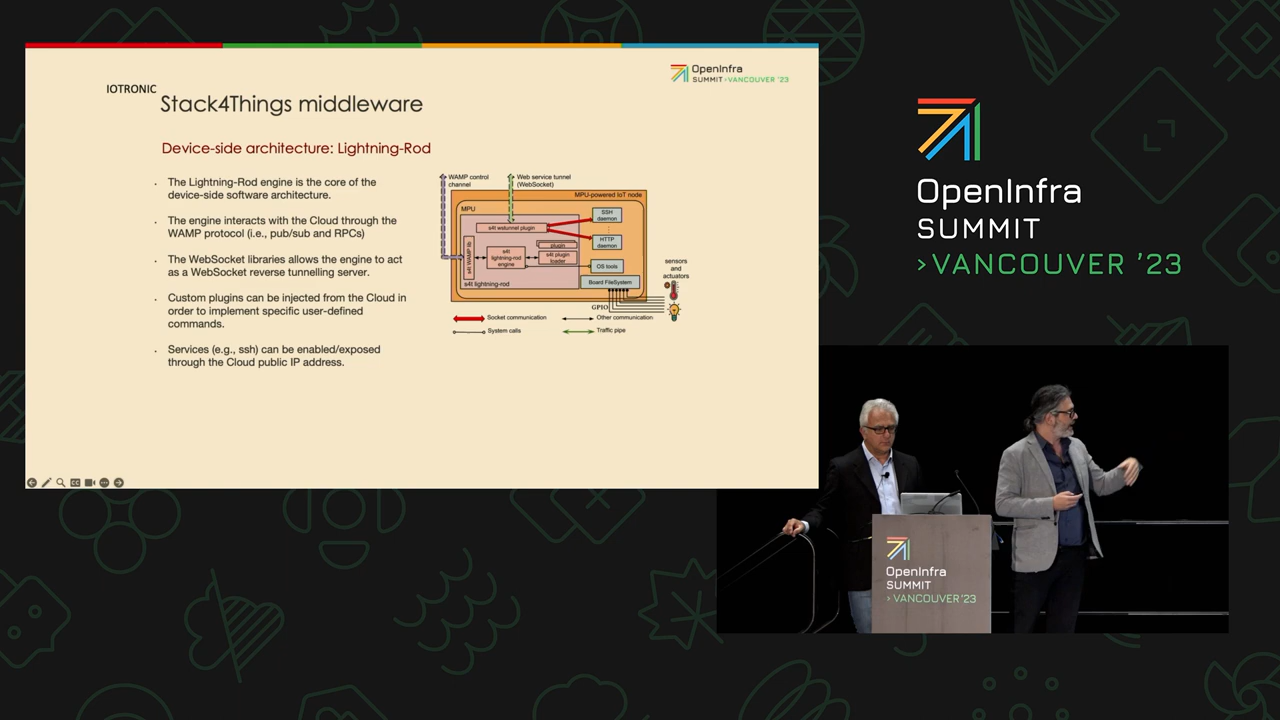 OpenInfra
SUMMIT >VANCOUVER '23
IOTRONIC
Stack4Things middleware
Device-side architecture: Lightning-Rod
The Lightning-Rod engine is the core of the
device-side software architecture.
The engine interacts with the Cloud through the
WAMP protocol (i.e., pub/sub and RPCs)
The WebSocket libraries allows the engine to act
as a WebSocket reverse tunnelling server.
Custom plugins can be injected from the Cloud in
order to implement specific user-defined
commands.
Services (e.g., ssh) can be enabled/exposed
through the Cloud public IP address.
WAMP control
channel
Web service tunnel
(WebSocket)
MPU-powered IoT node
MPU
s4t wstunnel plugin
SSH
daemon
HTTP
daemon
s4t WAMP lib
s4t
lightning-rod
engine
plugin
s4t plugin
loader
OS tools
s4t lightning-rod
Board FileSystem
sensors
and
actuators
GPIO
Socket communication
Other communication
System calls
Traffic pipe
CC
OpenInfra
SUMMIT
>VANCOUVER '23
OpenInfra
SUMMIT
>VANCOUVER '23